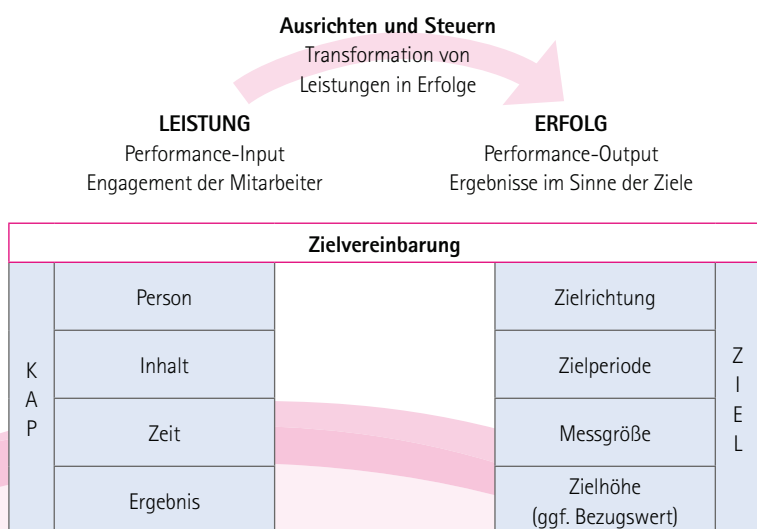 Ausrichten und Steuern
Transformation von
Leistungen in Erfolge
LEISTUNG
Performance-Input
Engagement der Mitarbeiter
ERFOLG
Performance-Output
Ergebnisse im Sinne der Ziele
Zielvereinbarung
K
A
P
Person
Inhalt
Zeit
Ergebnis
Zielrichtung
Zielperiode
Messgröße
Zielhöhe
(ggf. Bezugswert)
Z
I
E
L